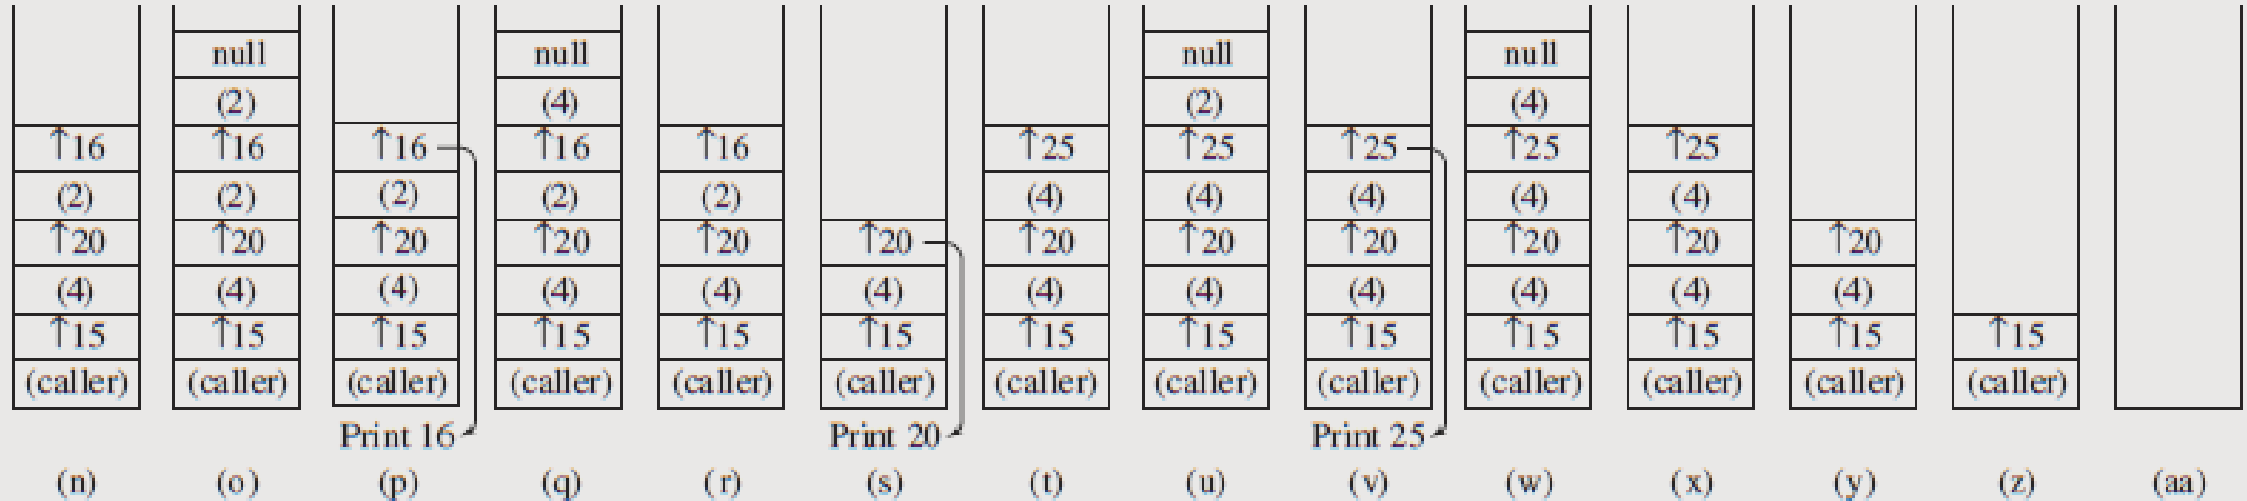 null null null null
(2) (4) (2) (4)
↑16 ↑16 ↑16 ↑16 ↑16 ↑25 ↑25 ↑25 ↑25 ↑25
(2) (2) (2) (2) (2) (4) (4) (4) (4) (4)
↑20 ↑20 ↑20 ↑20 ↑20 ↑20 ↑20 ↑20 ↑20 ↑20 ↑20 ↑20
(4) (4) (4) (4) (4) (4) (4) (4) (4) (4) (4) (4)
↑15 ↑15 ↑15 ↑15 ↑15 ↑15 ↑15 ↑15 ↑15 ↑15 ↑15 ↑15 ↑15
(caller) (caller) (caller) (caller) (caller) (caller) (caller) (caller) (caller) (caller) (caller) (caller) (caller)
Print 16 Print 20 Print 25
(n) (o) (p) (q) (r) (s) (t) (u) (v) (w) (x) (y) (z) (aa)